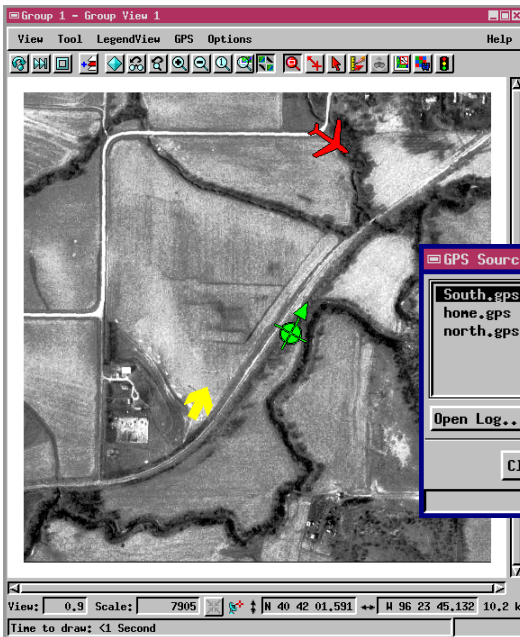 Group 1 - Group View 1
View Tool LegendView GPS Options Help
GPS Sourc
South.gps
home.gps
north.gps
Open Log..
Cl
View: 0.9 Scale: 7905 N 40 42 01.591 W 96 23 45.132 10.2 k
Time to draw: <1 Second